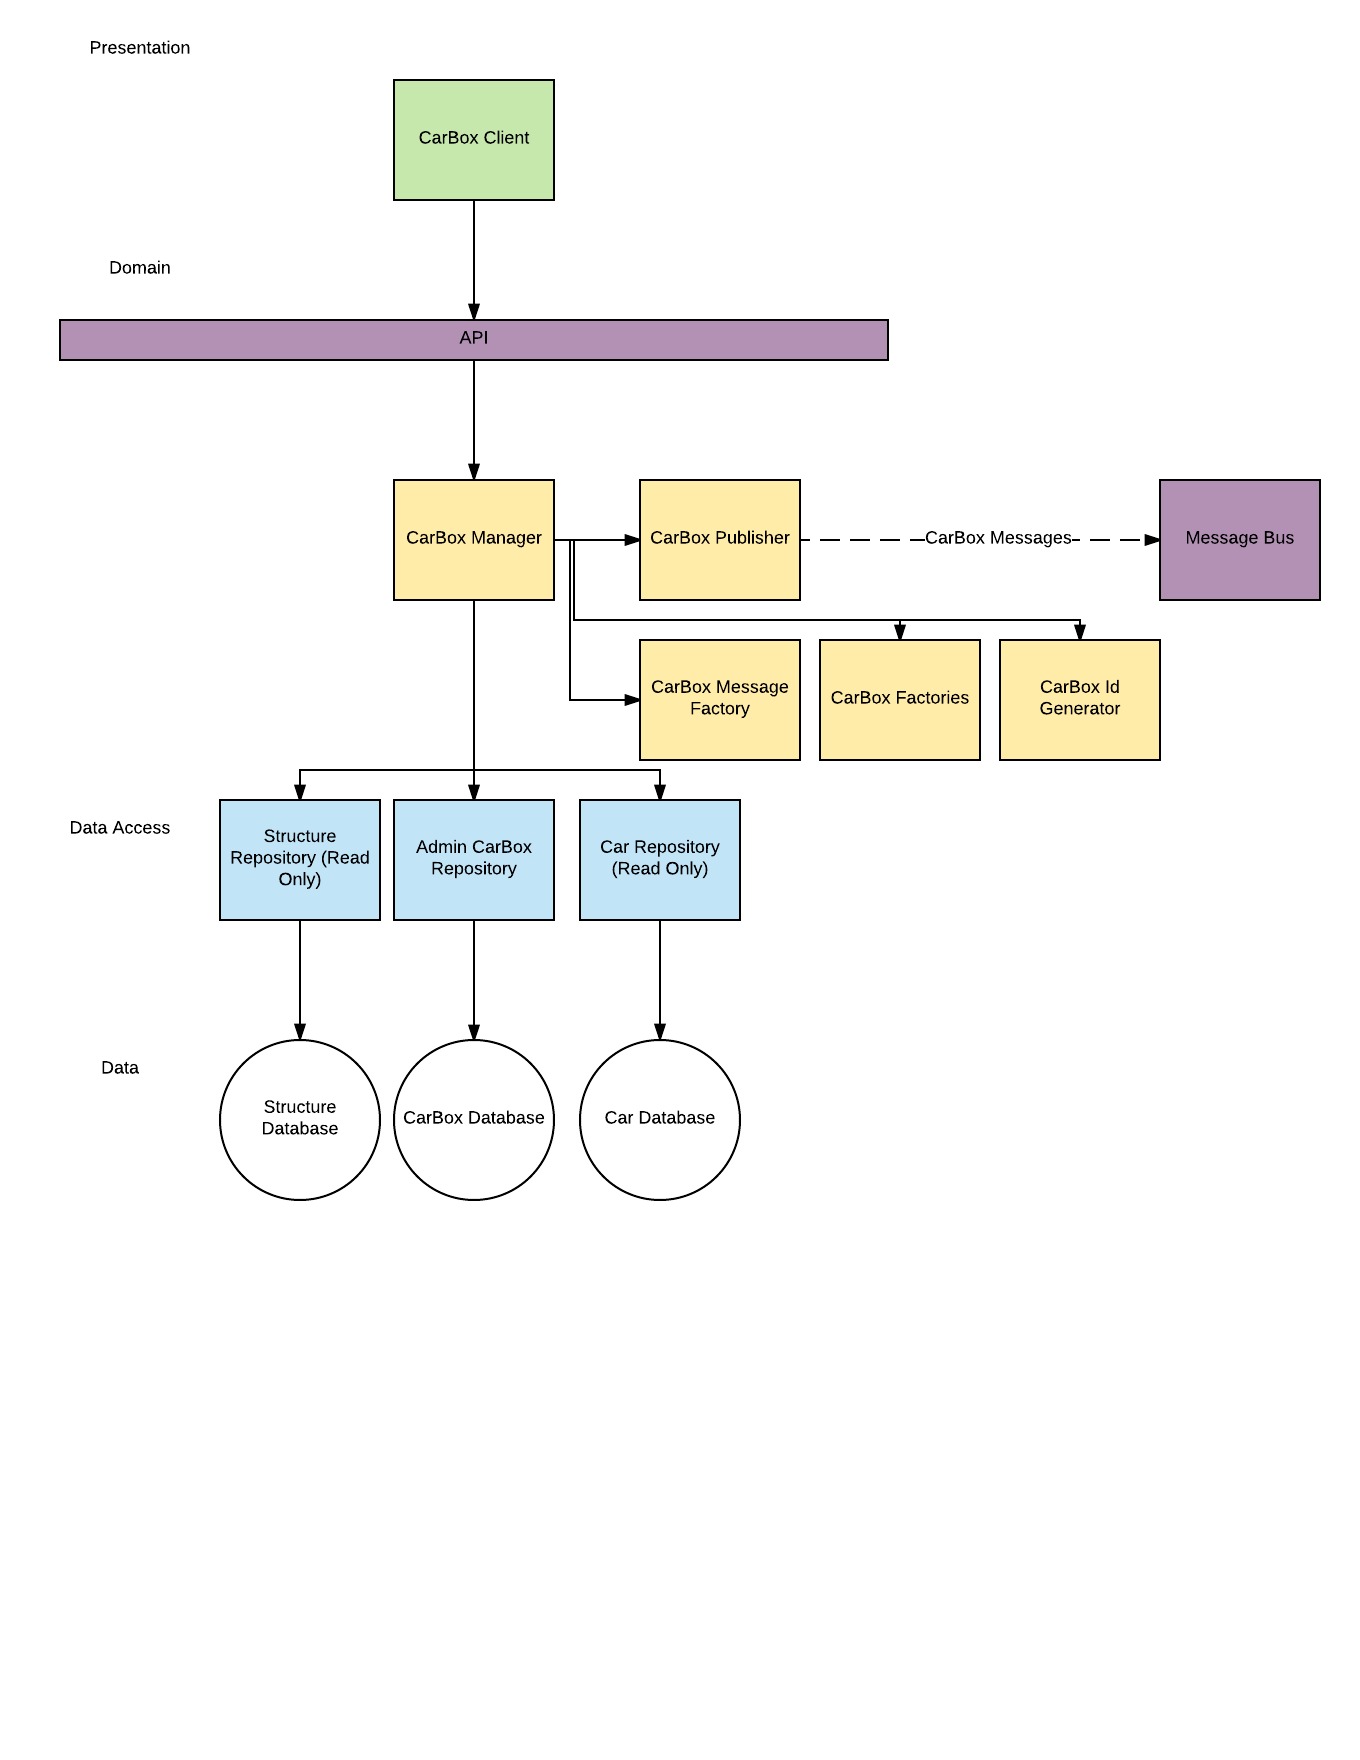 Presentation
CarBox Client
Domain
API
CarBox Manager
CarBox Publisher
CarBox Messages
Message Bus
CarBox Message
Factory
CarBox Factories
CarBox Id
Generator
Data Access
Structure
Repository (Read
Only)
Admin CarBox
Repository
Car Repository
(Read Only)
Data
Structure
Database
CarBox Database
Car Database